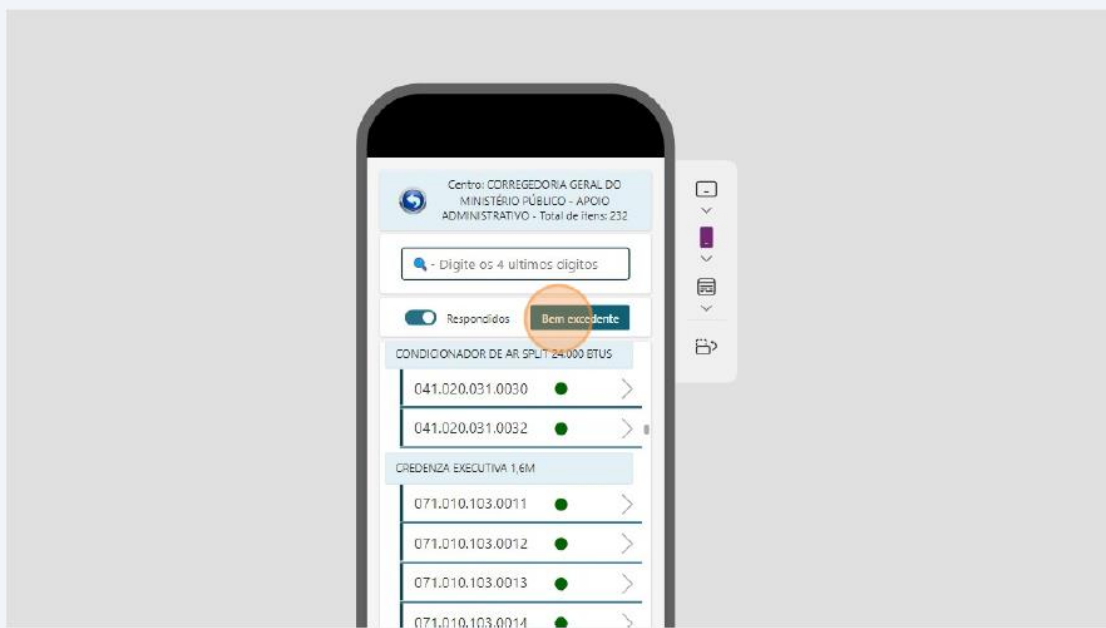 Centro: CORREGEDORIA GERAL DO
MINISTÉRIO PÚBLICO - APOIO
ADMINISTRATIVO - Total de itens: 232
- Digite os 4 ultimos digitos
Respondidos
Bem excedente
CONDICIONADOR DE AR SPLIT 24.000 BTUS
041.020.031.0030
041.020.031.0032
CREDENZA EXECUTIVA 1,6M
071.010.103.0011
071.010.103.0012
071.010.103.0013
071.010.103.0014